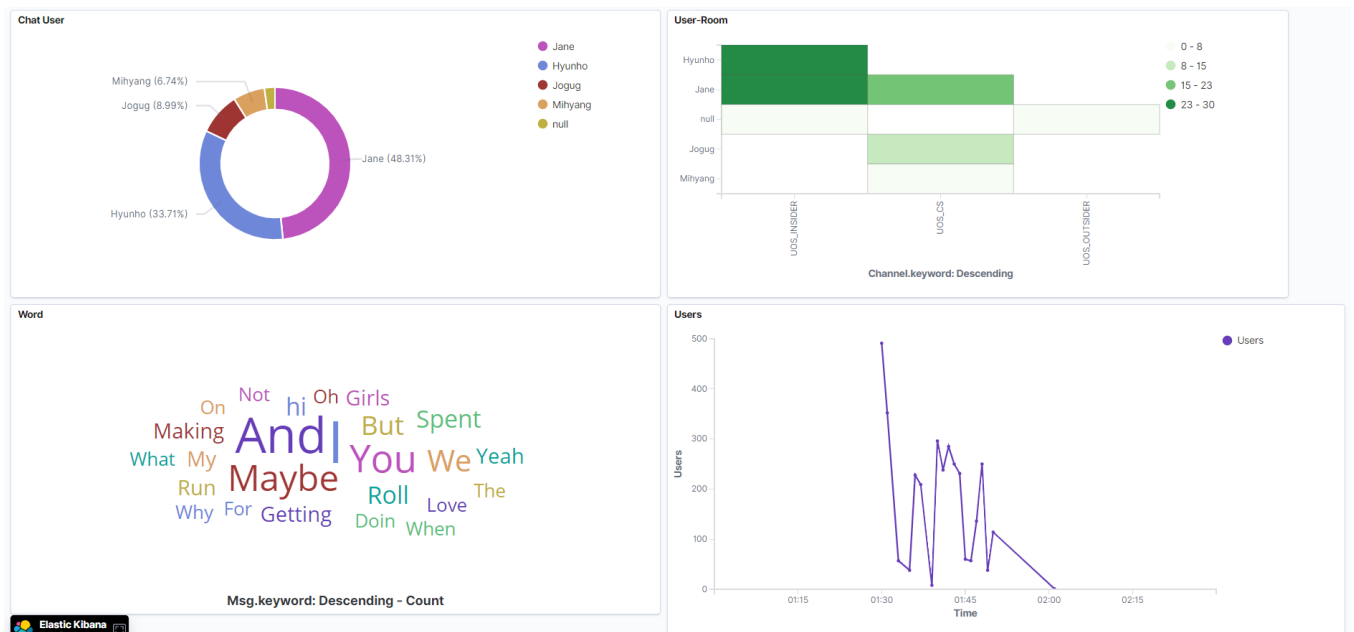 Chat User
Jane
Hyunho
Jogug
Mihyang
null
Mihyang (6.74%)
Jogug (8.99%)
Jane (48.31%)
Hyunho (33.71%)
User-Room
Hyunho
Jane
null
Jogug
Mihyang
0 - 8
8 - 15
15 - 23
23 - 30
UOS_INSIDER
UOS_CS
UOS_OUTSIDER
Channel.keyword: Descending
Word
Not
hi
Oh
Girls
On
And
I
But
Spent
Making
You
What
My
Maybe
We
Yeah
Run
Roll
The
Why
For
Getting
Love
Doin
When
Msg.keyword: Descending - Count
Elastic Kibana
Users
Users
500
400
300
200
100
0
Users
01:15
01:30
01:45
02:00
02:15
Time